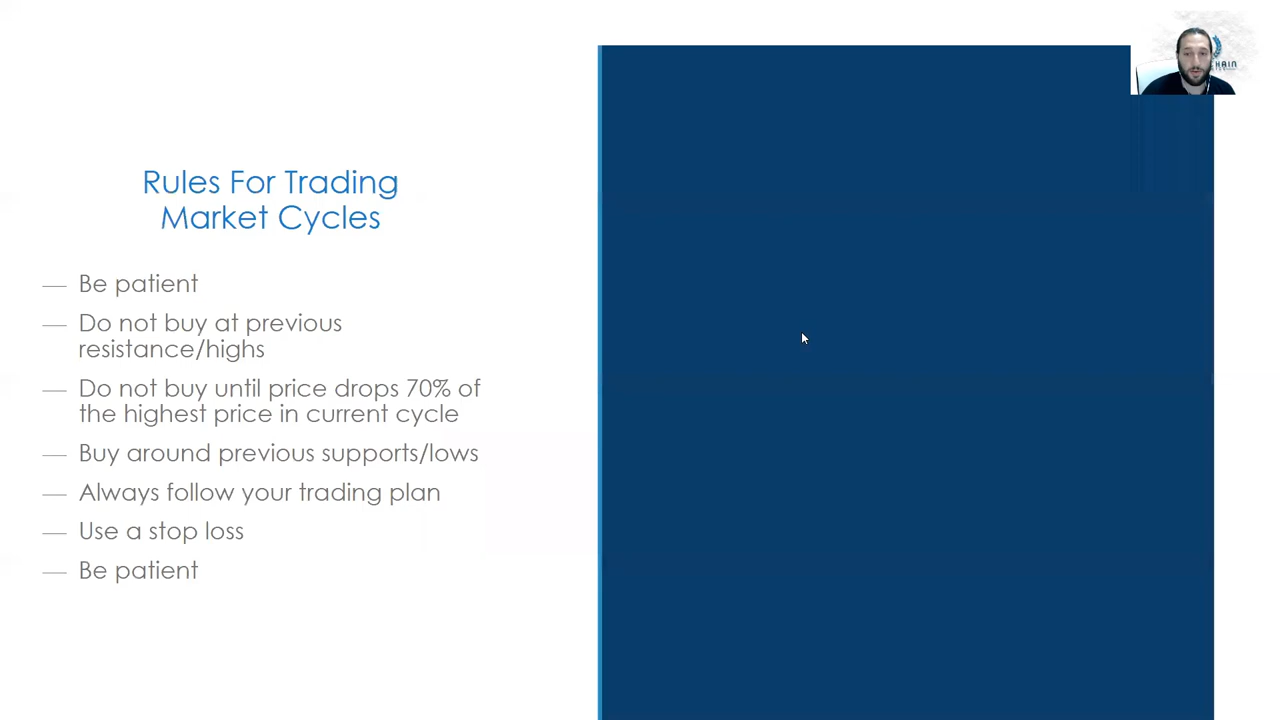 Rules For Trading
Market Cycles
— Be patient
— Do not buy at previous
resistance/highs
— Do not buy until price drops 70% of
the highest price in current cycle
— Buy around previous supports/lows
— Always follow your trading plan
— Use a stop loss
— Be patient